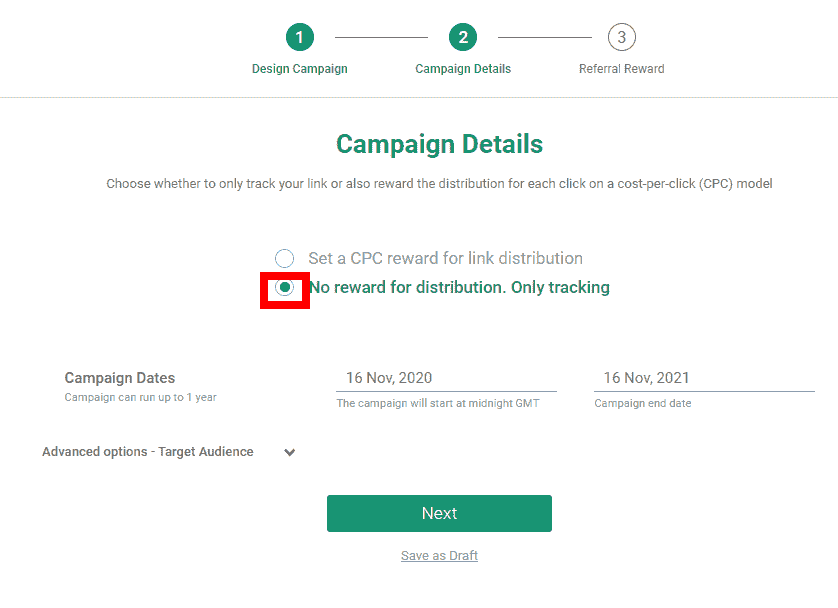 1
2
3
Design Campaign
Campaign Details
Referral Reward
Campaign Details
Choose whether to only track your link or also reward the distribution for each click on a cost-per-click (CPC) model
Set a CPC reward for link distribution
No reward for distribution. Only tracking
Campaign Dates
Campaign can run up to 1 year
16 Nov, 2020
The campaign will start at midnight GMT
16 Nov, 2021
Campaign end date
Advanced options - Target Audience
Next
Save as Draft